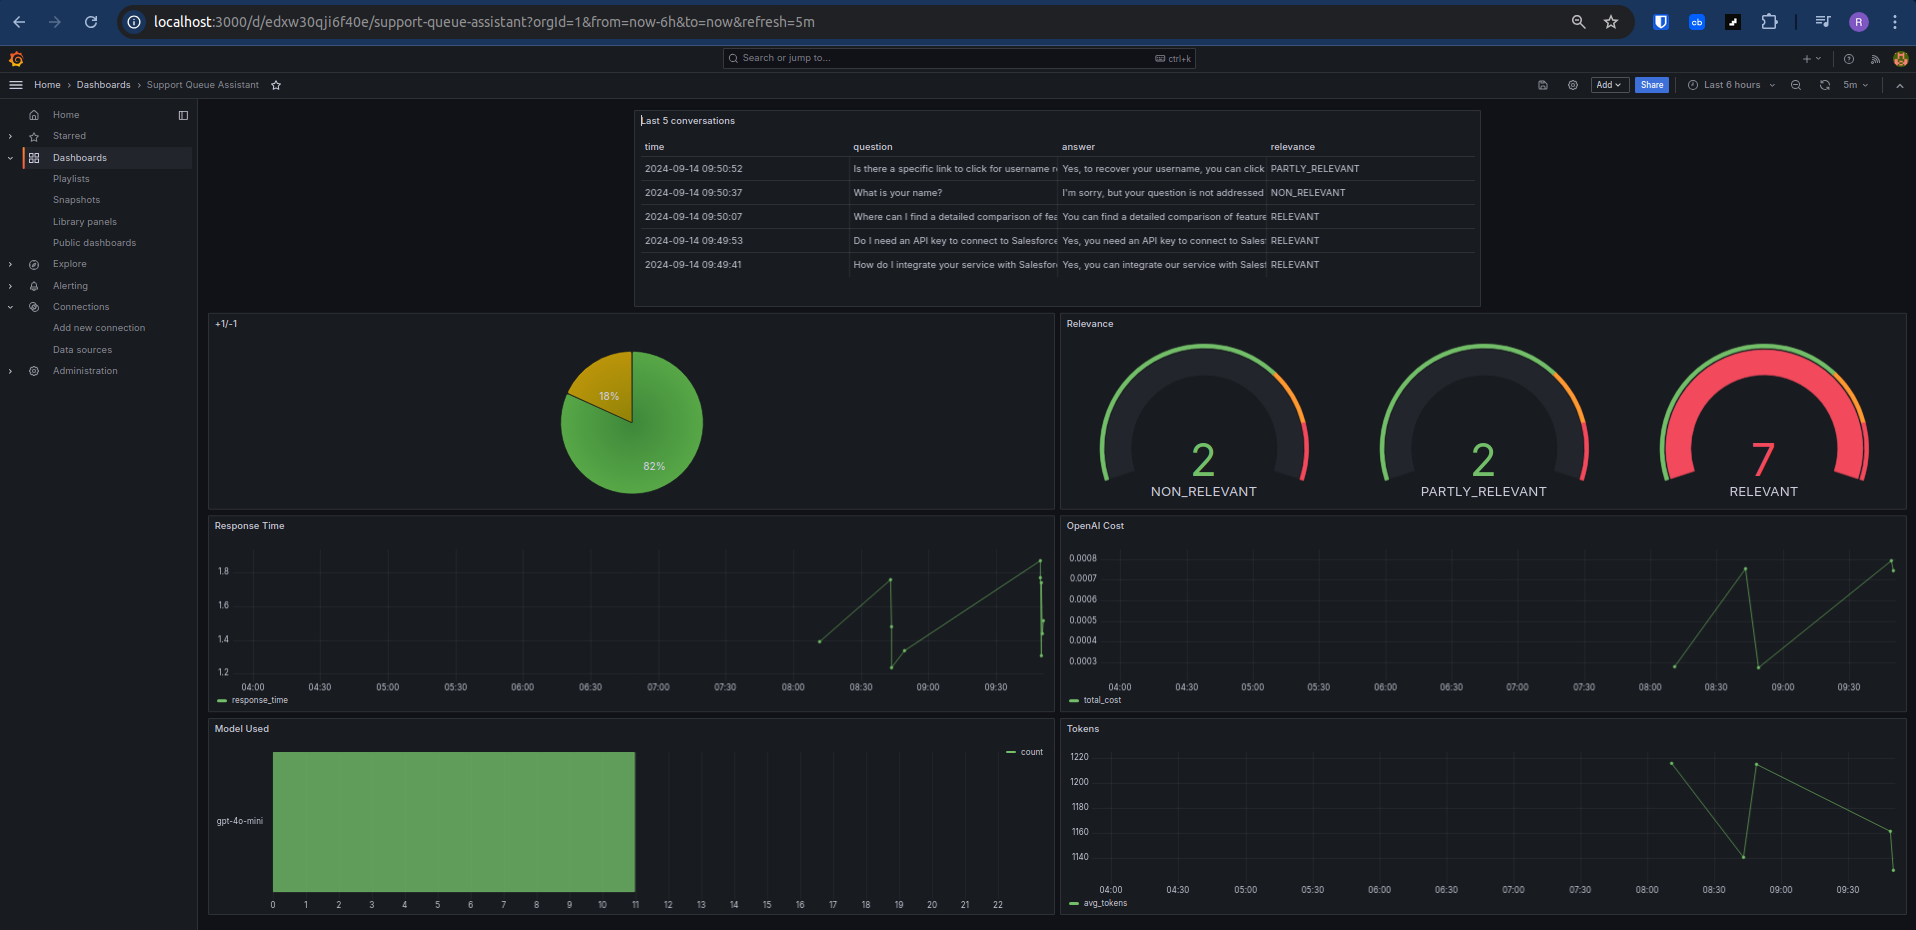 localhost:3000/d/edxw30qji6f40e/support-queue-assistant?orgId=1&from=now-6h&to=now&refresh=5m
cb
R
Search or jump to...
ctrl+k
Home › Dashboards › Support Queue Assistant
Add
Share
Last 6 hours
5m
Home
Starred
Dashboards
Playlists
Snapshots
Library panels
Public dashboards
Explore
Alerting
Connections
Add new connection
Data sources
Administration
Last 5 conversations
time question answer relevance
2024-09-14 09:50:52 Is there a specific link to click for username Yes, to recover your username, you can click PARTLY_RELEVANT
2024-09-14 09:50:37 What is your name? I'm sorry, but your question is not addressed NON_RELEVANT
2024-09-14 09:50:07 Where can I find a detailed comparison of fea You can find a detailed comparison of feature RELEVANT
2024-09-14 09:49:53 Do I need an API key to connect to Salesforce Yes, you need an API key to connect to Sales RELEVANT
2024-09-14 09:49:41 How do I integrate your service with Salesfor Yes, you can integrate our service with Sales RELEVANT
+1/-1
18%
82%
Relevance
2 2 7
NON_RELEVANT PARTLY_RELEVANT RELEVANT
Response Time
1.8
1.6
1.4
1.2
04:00 04:30 05:00 05:30 06:00 06:30 07:00 07:30 08:00 08:30 09:00 09:30
response_time
OpenAI Cost
0.0008
0.0007
0.0006
0.0005
0.0004
0.0003
04:00 04:30 05:00 05:30 06:00 06:30 07:00 07:30 08:00 08:30 09:00 09:30
total_cost
Model Used
count
gpt-4o-mini
0 1 2 3 4 5 6 7 8 9 10 11 12 13 14 15 16 17 18 19 20 21 22
Tokens
1220
1200
1180
1160
1140
04:00 04:30 05:00 05:30 06:00 06:30 07:00 07:30 08:00 08:30 09:00 09:30
avg_tokens